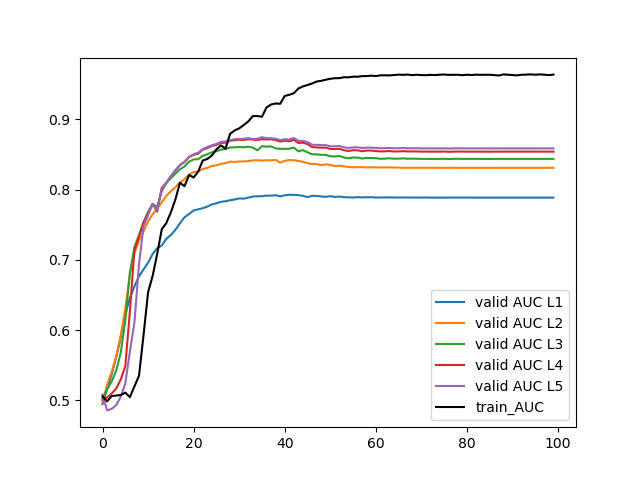 0.9
0.8
0.7
0.6
0.5
0
20
40
60
80
100
valid AUC L1
valid AUC L2
valid AUC L3
valid AUC L4
valid AUC L5
train_AUC